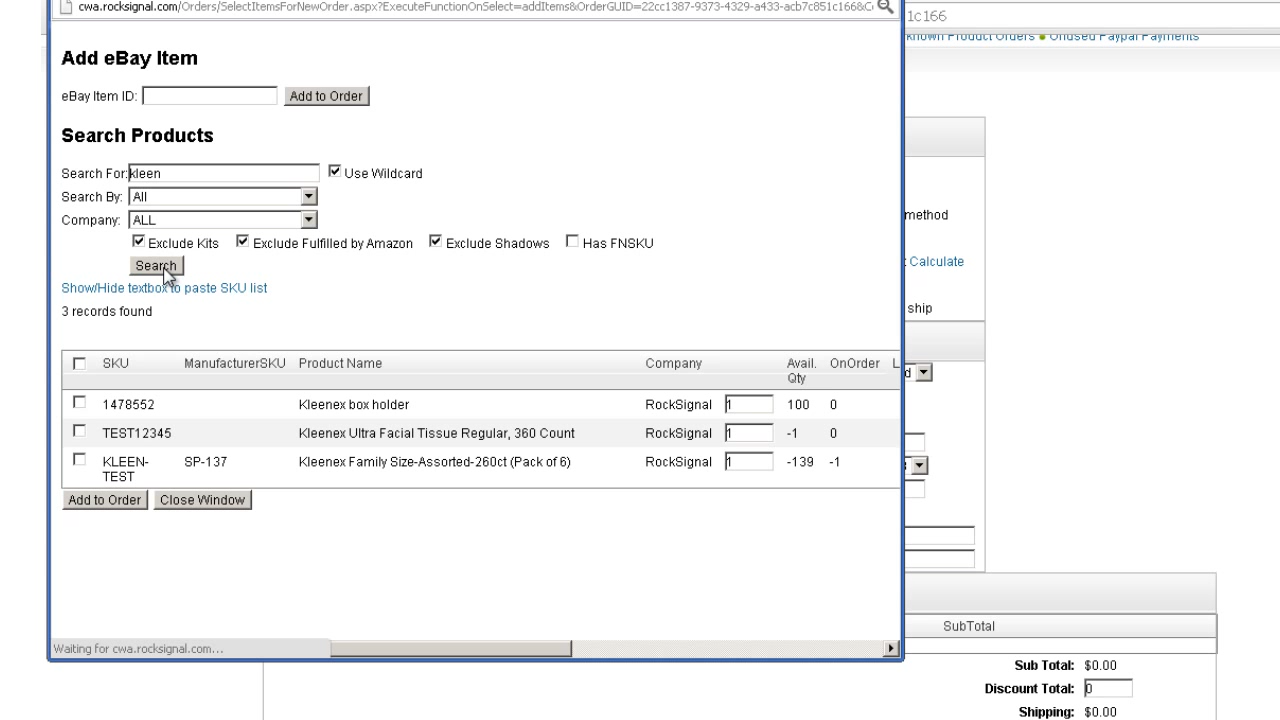 cwa.rocksignal.com/Orders/SelectItemsForNewOrder.aspx?ExecuteFunctionOnSelect=addItems&OrderGUID=22cc1387-9373-4329-a433-acb7c851c166&C
1c166
known Product Orders • Unused Paypal Payments
Add eBay Item
eBay Item ID: Add to Order
Search Products
Search For: kleen Use Wildcard
Search By: All
method
Company: ALL
Exclude Kits Exclude Fulfilled by Amazon Exclude Shadows Has FNSKU
Search
: Calculate
Show/Hide textbox to paste SKU list
3 records found
ship
SKU ManufacturerSKU Product Name Company Avail. Qty OnOrder L
d
1478552 Kleenex box holder RockSignal 1 100 0
TEST12345 Kleenex Ultra Facial Tissue Regular, 360 Count RockSignal 1 -1 0
KLEEN-TEST SP-137 Kleenex Family Size-Assorted-260ct (Pack of 6) RockSignal 1 -139 -1
Add to Order Close Window
SubTotal
Waiting for cwa.rocksignal.com...
Sub Total: $0.00
Discount Total: 0
Shipping: $0.00